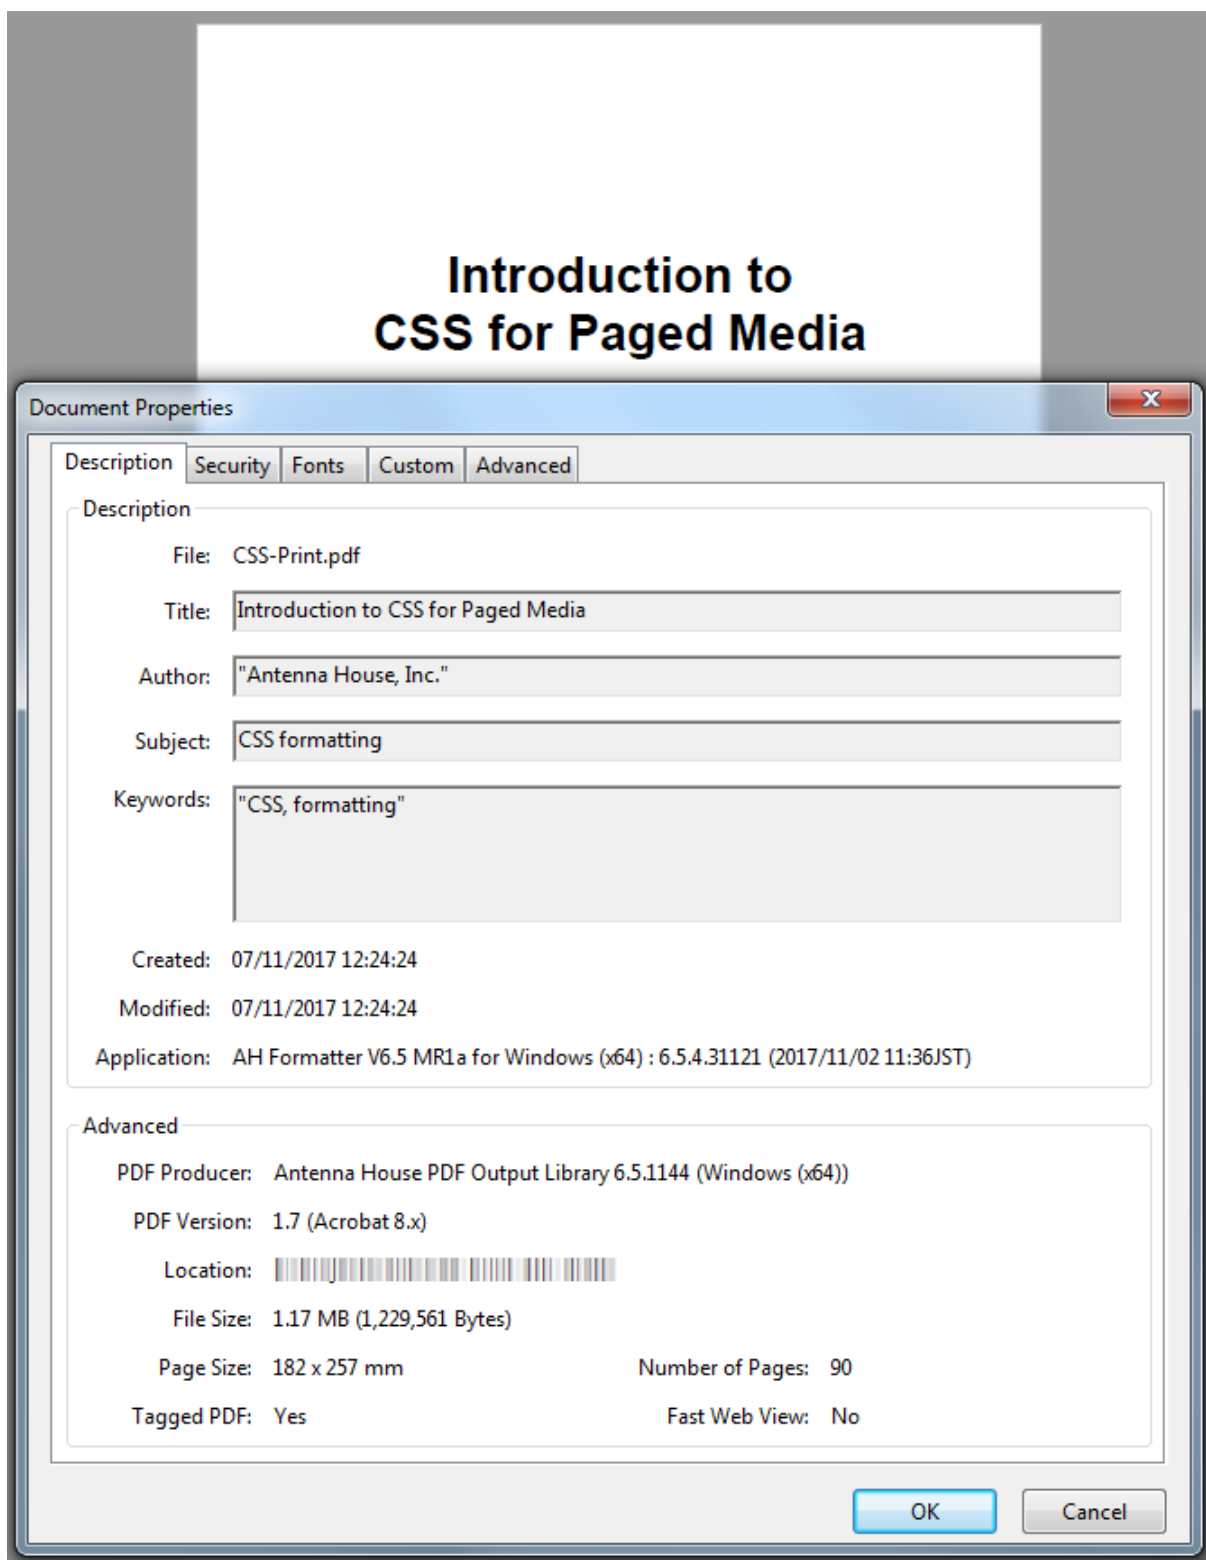 Introduction to
CSS for Paged Media
Document Properties
Description Security Fonts Custom Advanced
Description
File: CSS-Print.pdf
Title: Introduction to CSS for Paged Media
Author: "Antenna House, Inc."
Subject: CSS formatting
Keywords: "CSS, formatting"
Created: 07/11/2017 12:24:24
Modified: 07/11/2017 12:24:24
Application: AH Formatter V6.5 MR1a for Windows (x64) : 6.5.4.31121 (2017/11/02 11:36JST)
Advanced
PDF Producer: Antenna House PDF Output Library 6.5.1144 (Windows (x64))
PDF Version: 1.7 (Acrobat 8.x)
Location:
File Size: 1.17 MB (1,229,561 Bytes)
Page Size: 182 x 257 mm Number of Pages: 90
Tagged PDF: Yes Fast Web View: No
OK Cancel